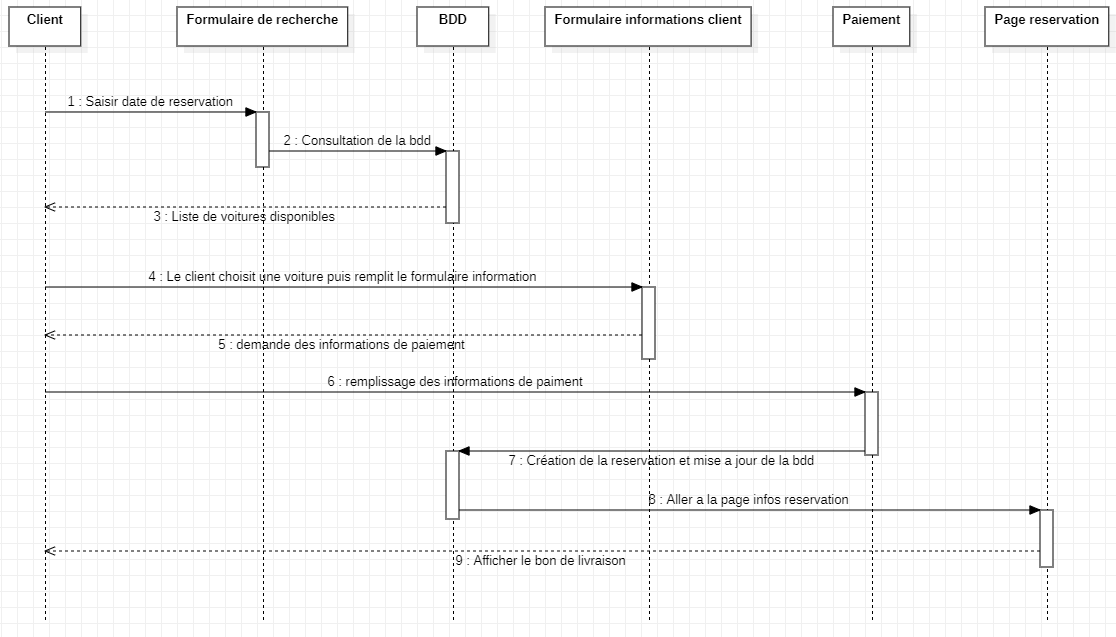 Client
Formulaire de recherche
BDD
Formulaire informations client
Paiement
Page reservation
1 : Saisir date de reservation
2 : Consultation de la bdd
3 : Liste de voitures disponibles
4 : Le client choisit une voiture puis remplit le formulaire information
5 : demande des informations de paiement
6 : remplissage des informations de paiment
7 : Création de la reservation et mise a jour de la bdd
8 : Aller a la page infos reservation
9 : Afficher le bon de livraison